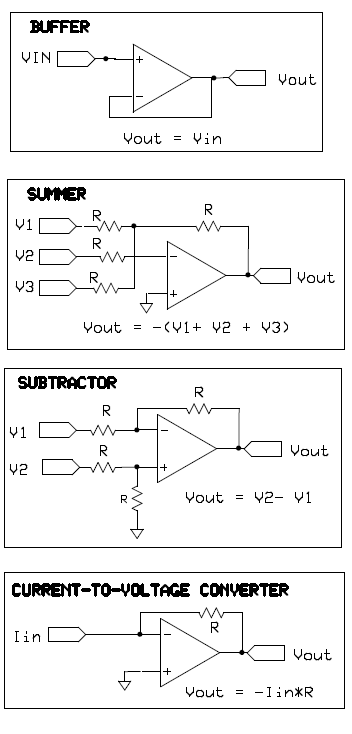 BUFFER
VIN
+
-
Vout
Vout = Vin
SUMMER
V1
R
R
V2
R
-
V3
R
+
Vout
Vout = -(V1+ V2 + V3)
SUBTRACTOR
R
R
V1
-
R
V2
+
Vout
R
Vout = V2- V1
CURRENT-TO-VOLTAGE CONVERTER
Iin
-
R
+
Vout
Vout = -Iin*R